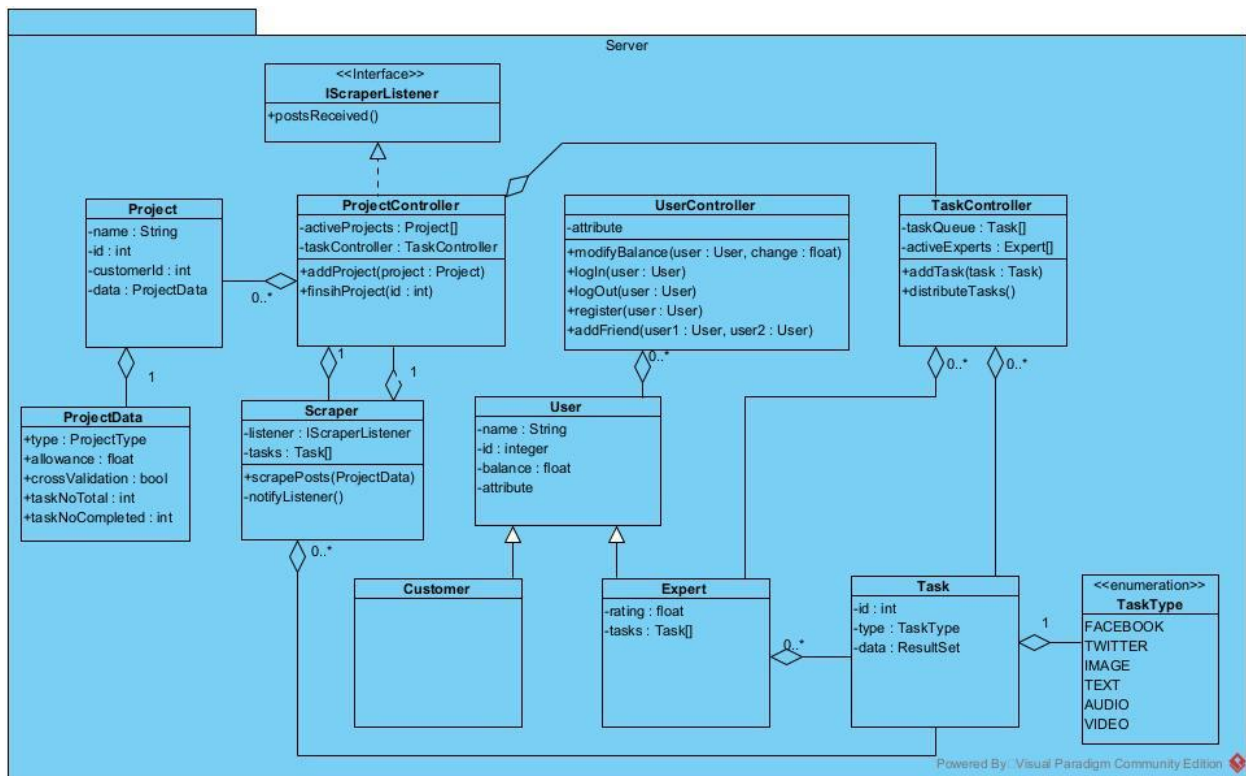 Server
<<Interface>>
IScraperListener
+postsReceived()
Project
-name : String
-id : int
-customerId : int
-data : ProjectData
0..*
ProjectController
-activeProjects : Project[]
-taskController : TaskController
+addProject(project : Project)
+finsihProject(id : int)
UserController
-attribute
+modifyBalance(user : User, change : float)
+logIn(user : User)
+logOut(user : User)
+register(user : User)
+addFriend(user1 : User, user2 : User)
0..*
TaskController
-taskQueue : Task[]
-activeExperts : Expert[]
+addTask(task : Task)
+distributeTasks()
0..*
0..*
1
1
1
ProjectData
+type : ProjectType
+allowance : float
+crossValidation : bool
+taskNoTotal : int
+taskNoCompleted : int
Scraper
-listener : IScraperListener
-tasks : Task[]
+scrapePosts(ProjectData)
-notifyListener()
0..*
User
-name : String
-id : integer
-balance : float
-attribute
Customer
Expert
-rating : float
-tasks : Task[]
0..*
Task
-id : int
-type : TaskType
-data : ResultSet
1
<<enumeration>>
TaskType
FACEBOOK
TWITTER
IMAGE
TEXT
AUDIO
VIDEO
Powered By Visual Paradigm Community Edition